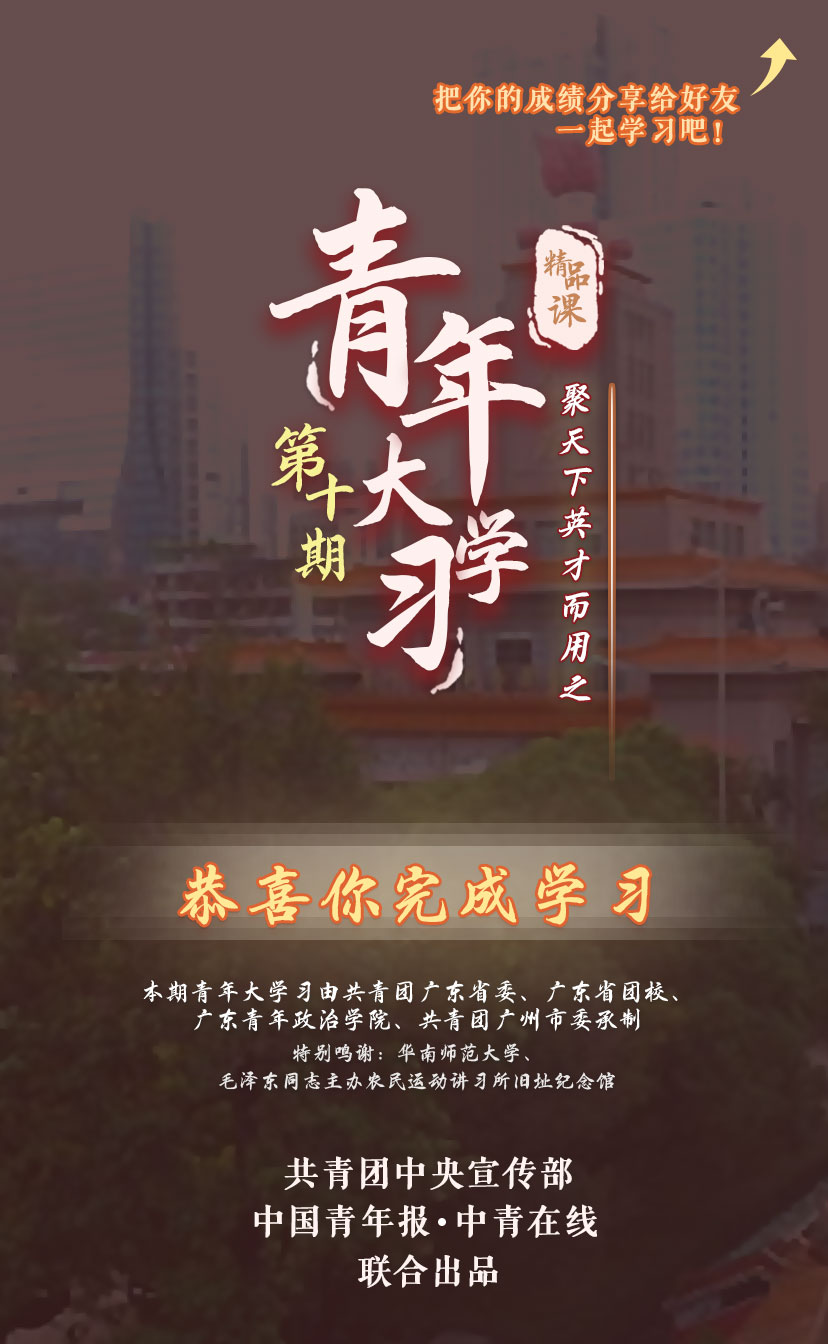 把你的成绩分享给好友
一起学习吧!
青年大学习
精品课
第十期
聚天下英才而用之
恭喜你完成学习
本期青年大学习由共青团广东省委、广东省团校、
广东青年政治学院、共青团广州市委承制
特别鸣谢:华南师范大学、
毛泽东同志主办农民运动讲习所旧址纪念馆
共青团中央宣传部
中国青年报·中青在线
联合出品